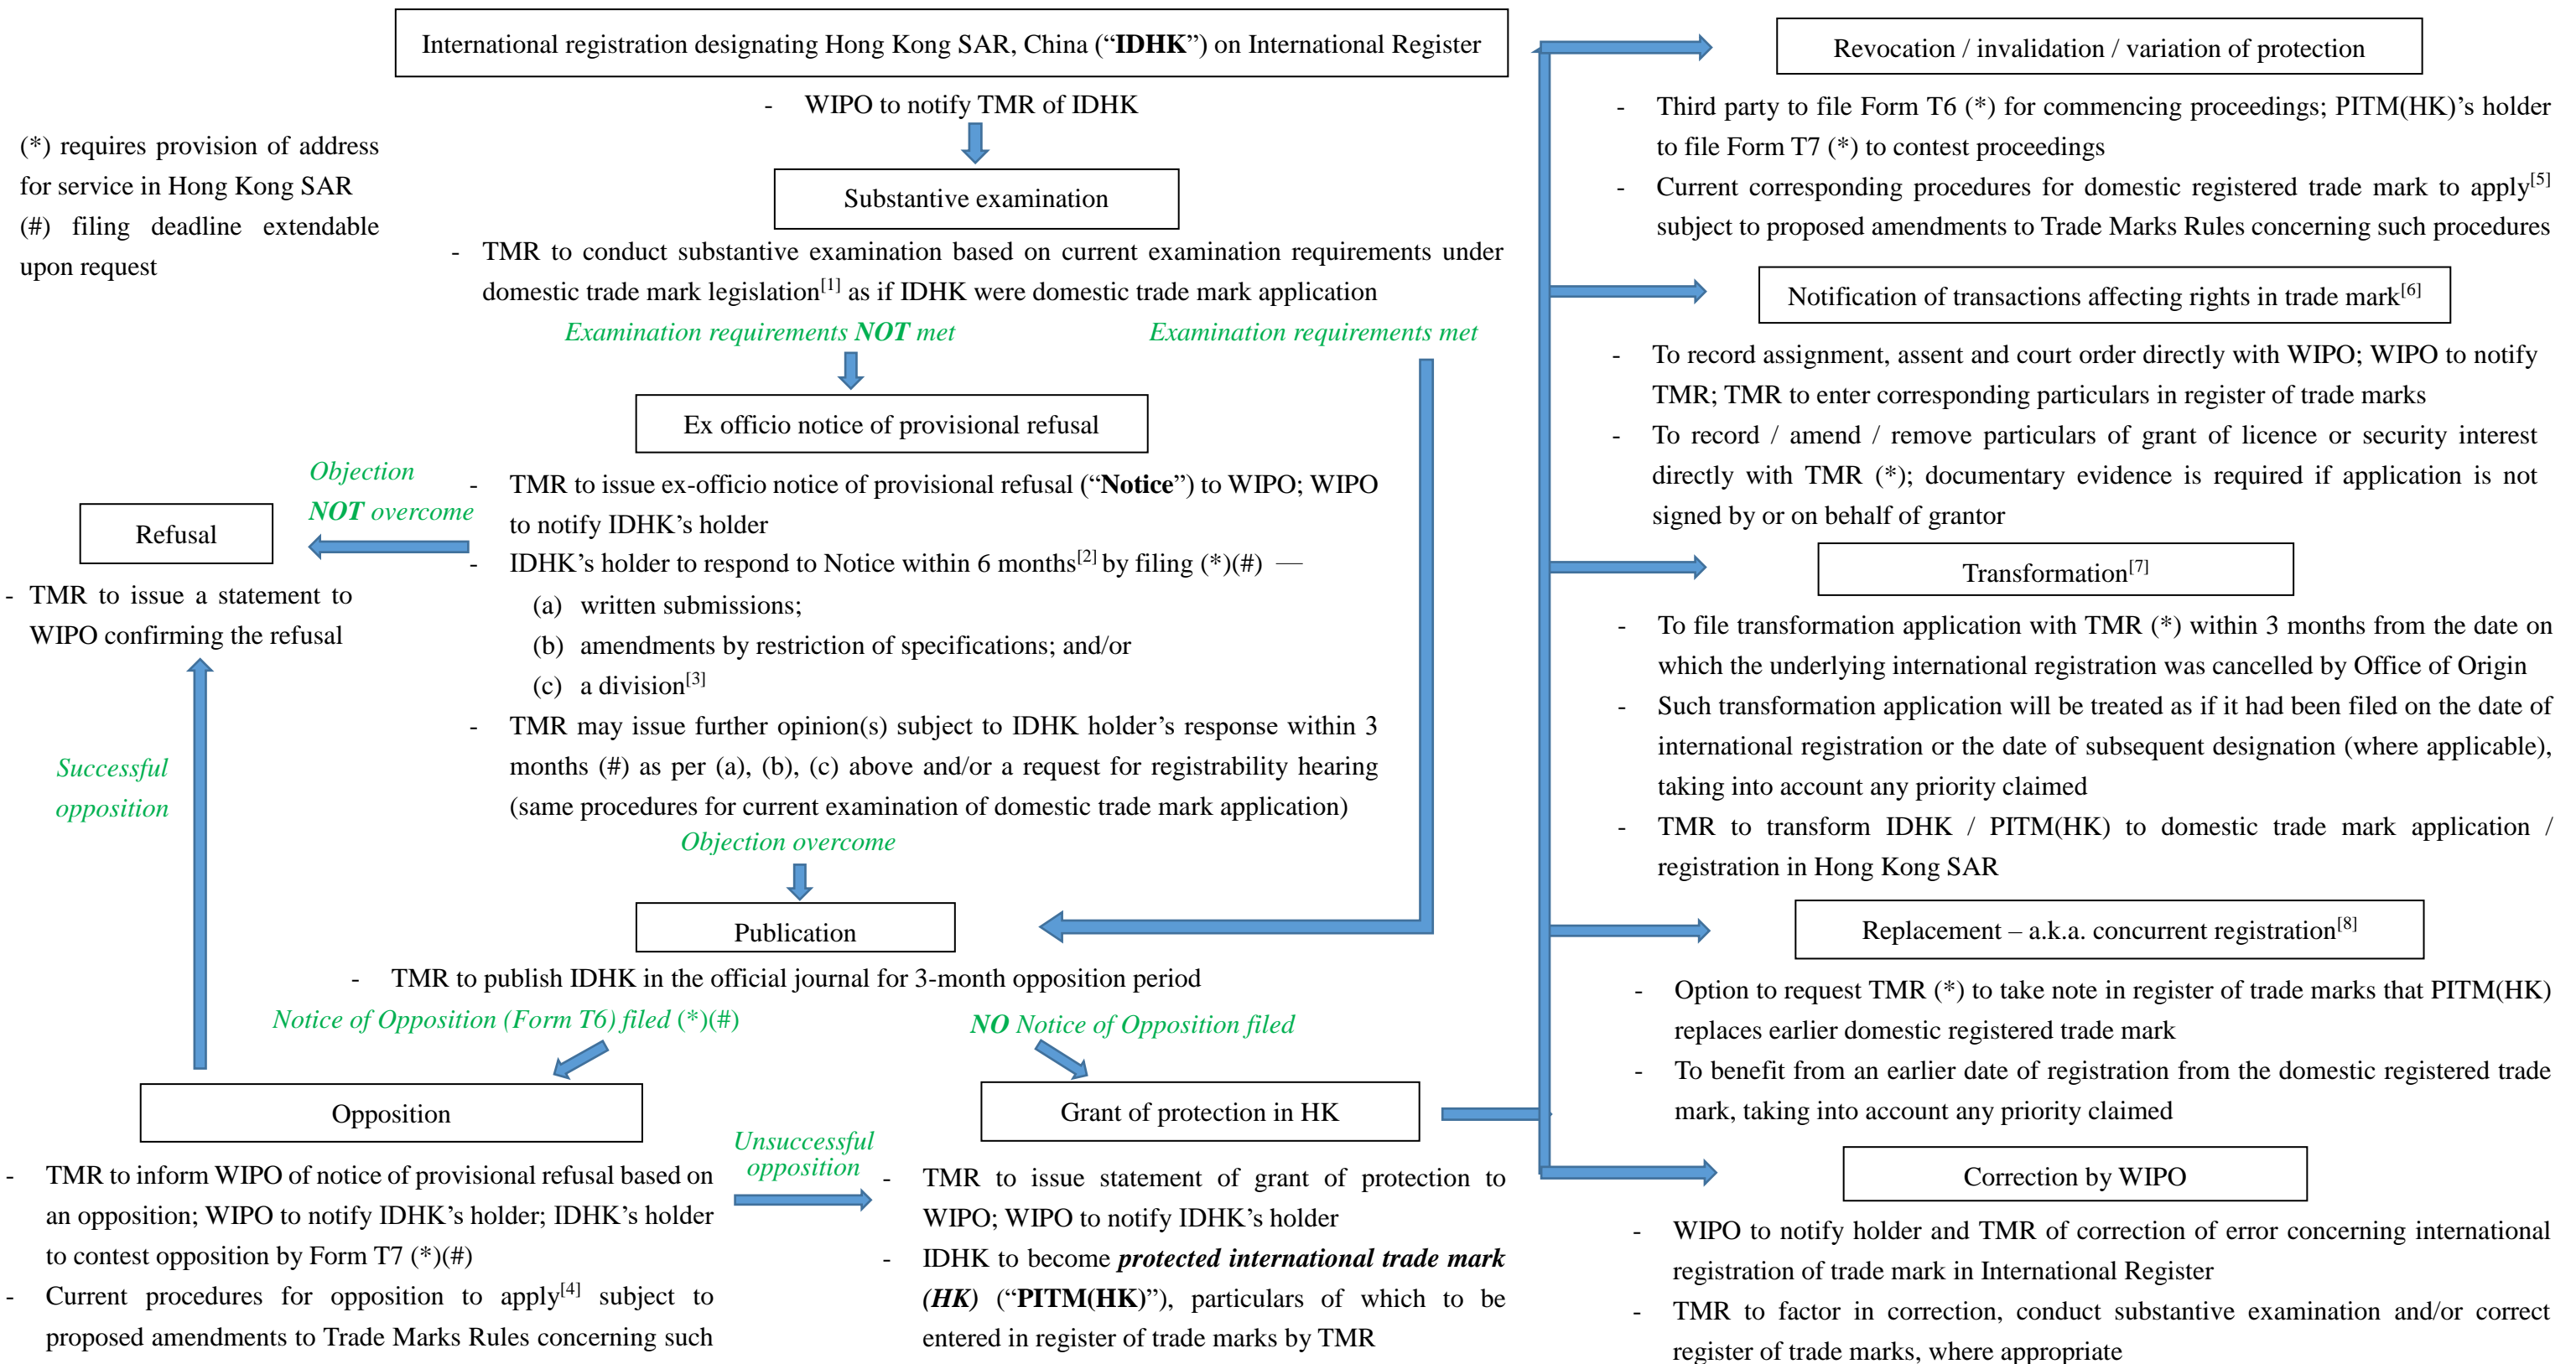 International registration designating Hong Kong SAR, China (“IDHK”) on International Register
- WIPO to notify TMR of IDHK
(*) requires provision of address
for service in Hong Kong SAR
(#) filing deadline extendable
upon request
Substantive examination
- TMR to conduct substantive examination based on current examination requirements under
domestic trade mark legislation[1] as if IDHK were domestic trade mark application
Examination requirements NOT met
Examination requirements met
Ex officio notice of provisional refusal
- TMR to issue ex-officio notice of provisional refusal (“Notice”) to WIPO; WIPO
to notify IDHK’s holder
- IDHK’s holder to respond to Notice within 6 months[2] by filing (*)(#) —
(a) written submissions;
(b) amendments by restriction of specifications; and/or
(c) a division[3]
- TMR may issue further opinion(s) subject to IDHK holder’s response within 3
months (#) as per (a), (b), (c) above and/or a request for registrability hearing
(same procedures for current examination of domestic trade mark application)
Objection
NOT overcome
Refusal
- TMR to issue a statement to
WIPO confirming the refusal
Successful
opposition
Objection overcome
Publication
- TMR to publish IDHK in the official journal for 3-month opposition period
Notice of Opposition (Form T6) filed (*)(#)
NO Notice of Opposition filed
Opposition
- TMR to inform WIPO of notice of provisional refusal based on
an opposition; WIPO to notify IDHK’s holder; IDHK’s holder
to contest opposition by Form T7 (*)(#)
- Current procedures for opposition to apply[4] subject to
proposed amendments to Trade Marks Rules concerning such
Unsuccessful
opposition
Grant of protection in HK
- TMR to issue statement of grant of protection to
WIPO; WIPO to notify IDHK’s holder
- IDHK to become protected international trade mark
(HK) (“PITM(HK)”), particulars of which to be
entered in register of trade marks by TMR
Revocation / invalidation / variation of protection
- Third party to file Form T6 (*) for commencing proceedings; PITM(HK)’s holder
to file Form T7 (*) to contest proceedings
- Current corresponding procedures for domestic registered trade mark to apply[5]
subject to proposed amendments to Trade Marks Rules concerning such procedures
Notification of transactions affecting rights in trade mark[6]
- To record assignment, assent and court order directly with WIPO; WIPO to notify
TMR; TMR to enter corresponding particulars in register of trade marks
- To record / amend / remove particulars of grant of licence or security interest
directly with TMR (*); documentary evidence is required if application is not
signed by or on behalf of grantor
Transformation[7]
- To file transformation application with TMR (*) within 3 months from the date on
which the underlying international registration was cancelled by Office of Origin
- Such transformation application will be treated as if it had been filed on the date of
international registration or the date of subsequent designation (where applicable),
taking into account any priority claimed
- TMR to transform IDHK / PITM(HK) to domestic trade mark application /
registration in Hong Kong SAR
Replacement – a.k.a. concurrent registration[8]
- Option to request TMR (*) to take note in register of trade marks that PITM(HK)
replaces earlier domestic registered trade mark
- To benefit from an earlier date of registration from the domestic registered trade
mark, taking into account any priority claimed
Correction by WIPO
- WIPO to notify holder and TMR of correction of error concerning international
registration of trade mark in International Register
- TMR to factor in correction, conduct substantive examination and/or correct
register of trade marks, where appropriate